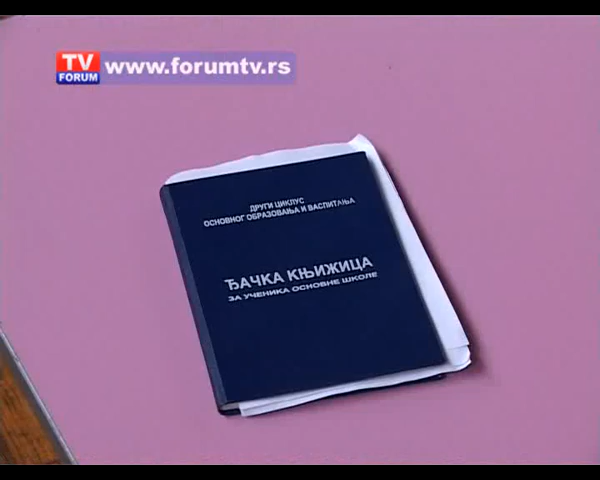 TV
FORUM
www.forumtv.rs
ДРУГИ ЦИКЛУС
ОСНОВНОГ ОБРАЗОВАЊА И ВАСПИТАЊА
ЂАЧКА КЊИЖИЦА
ЗА УЧЕНИКА ОСНОВНЕ ШКОЛЕ